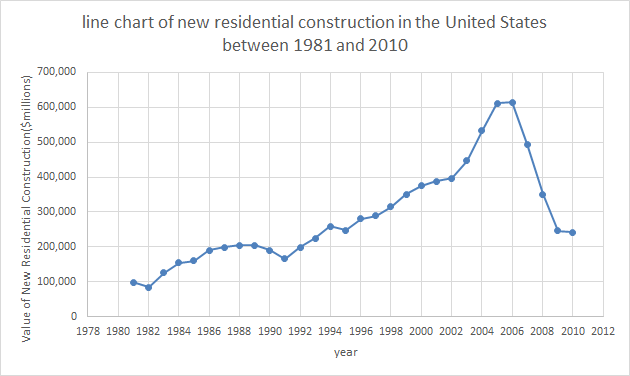 line chart of new residential construction in the United States
between 1981 and 2010
Value of New Residential Construction($millions)
700,000
600,000
500,000
400,000
300,000
200,000
100,000
0
1978 1980 1982 1984 1986 1988 1990 1992 1994 1996 1998 2000 2002 2004 2006 2008 2010 2012
year